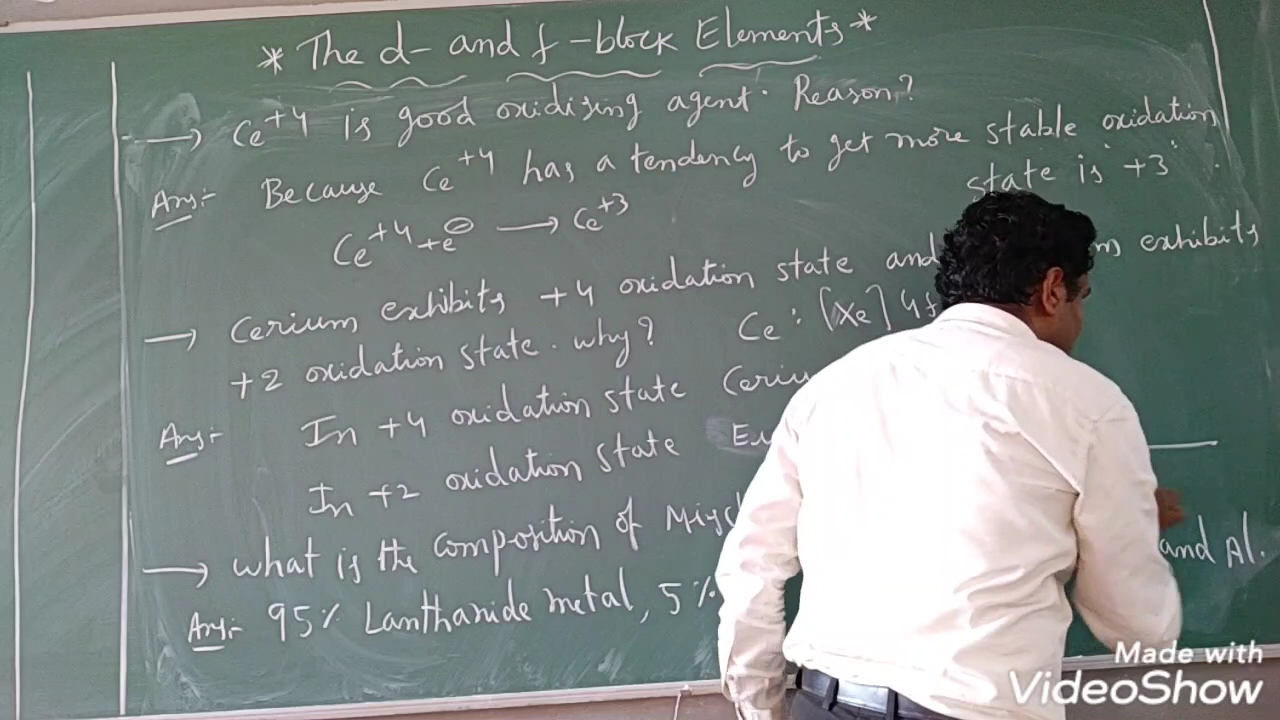 * The d- and f-block Elements *
→ Ce+4 is good oxidizing agent. Reason?
Ans:- Because Ce+4 has a tendency to get more stable oxidation
state is "+3".
Ce+4 + e⊖ → Ce+3
→ Cerium exhibits +4 oxidation state and exhibits
+2 oxidation state. why? Ce : [Xe] 4f
Ans:- In +4 oxidation state
In +2 oxidation state
→ what is the composition of
Ans:- 95% Lanthanide metal, 5% and Al.
Made with
VideoShow